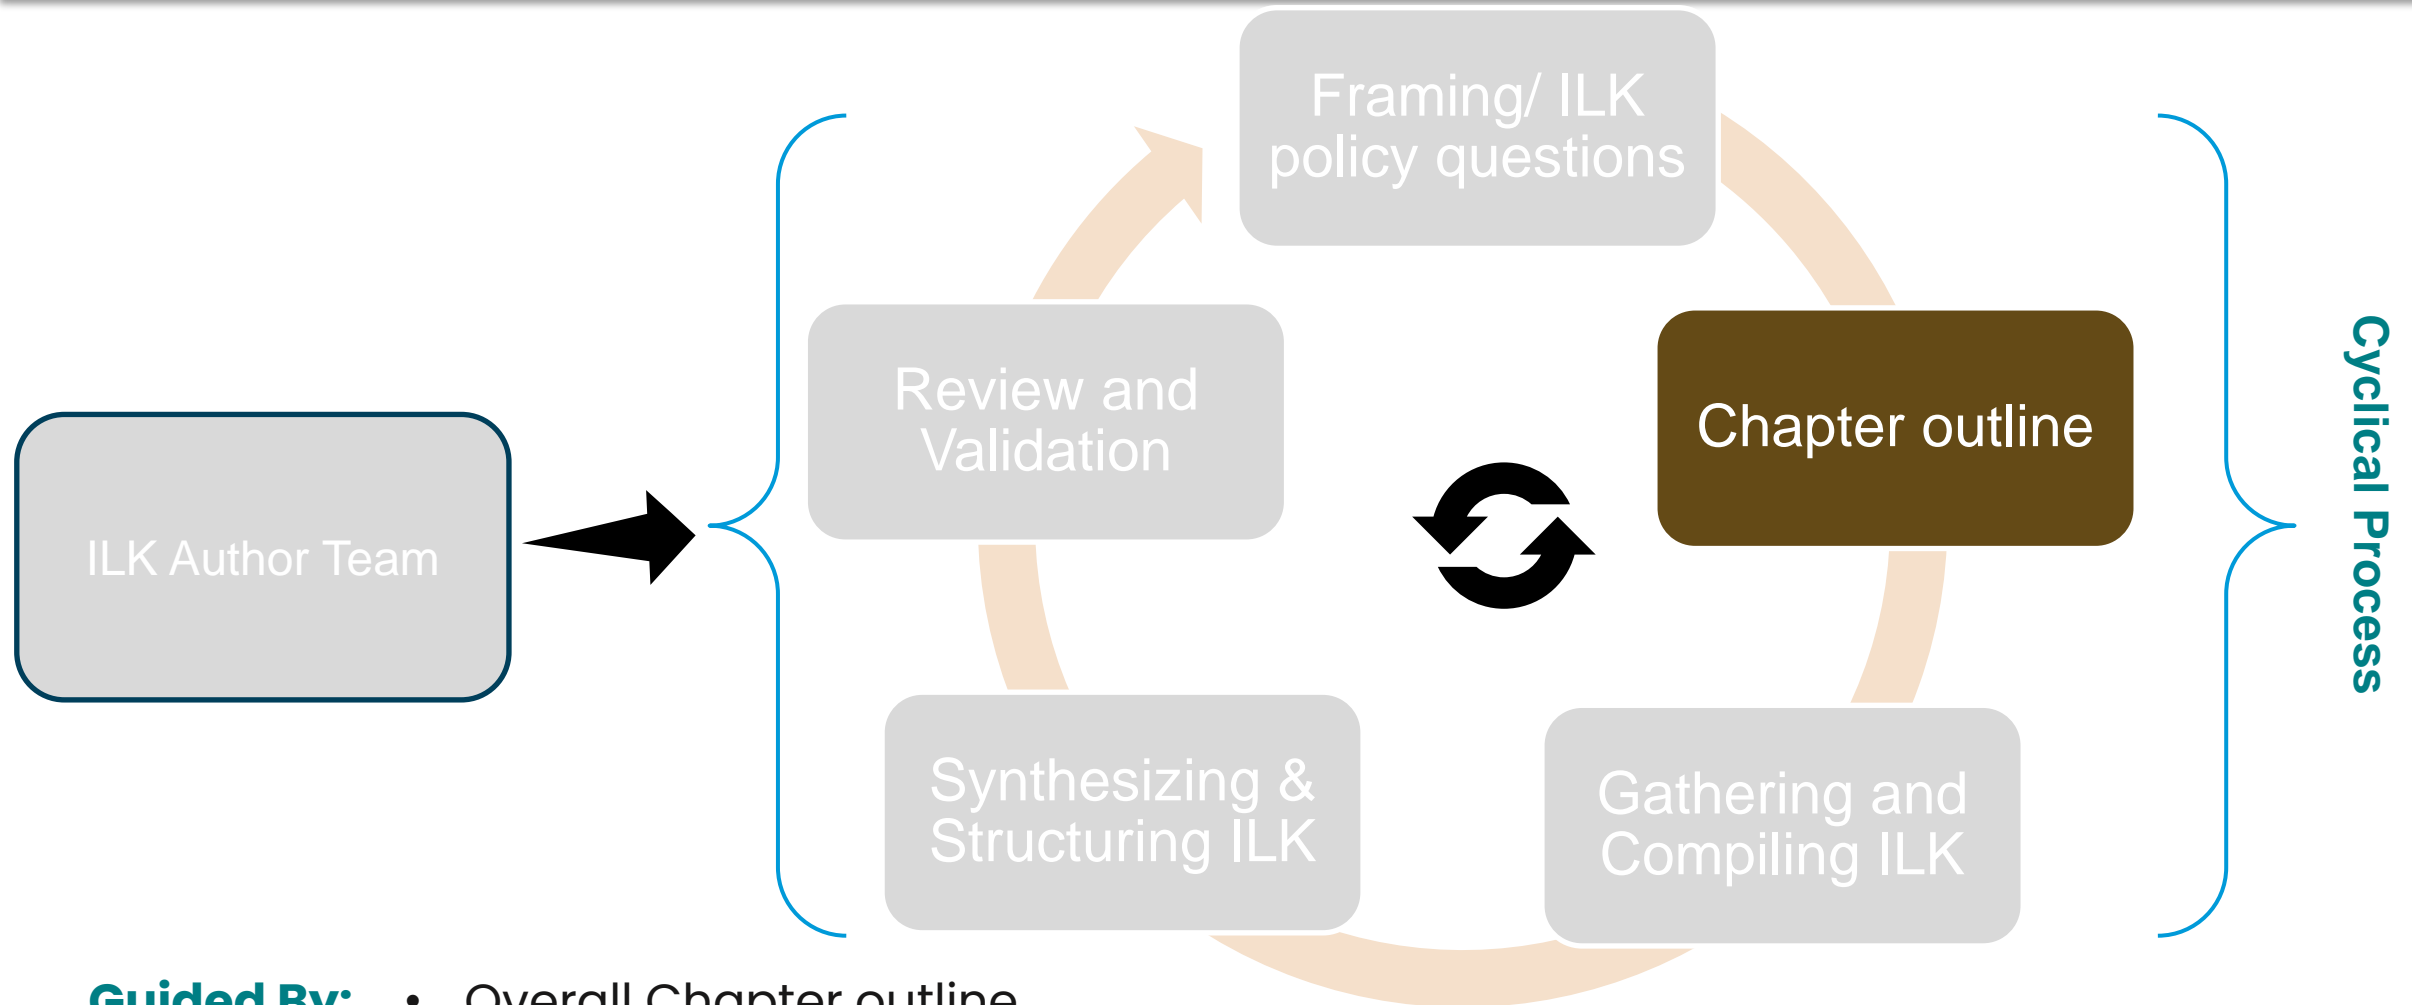 Framing/ ILK
policy questions
Chapter outline
Gathering and
Compiling ILK
Synthesizing &
Structuring ILK
Review and
Validation
ILK Author Team
Cyclical Process
Guided By: • Overall Chapter outline